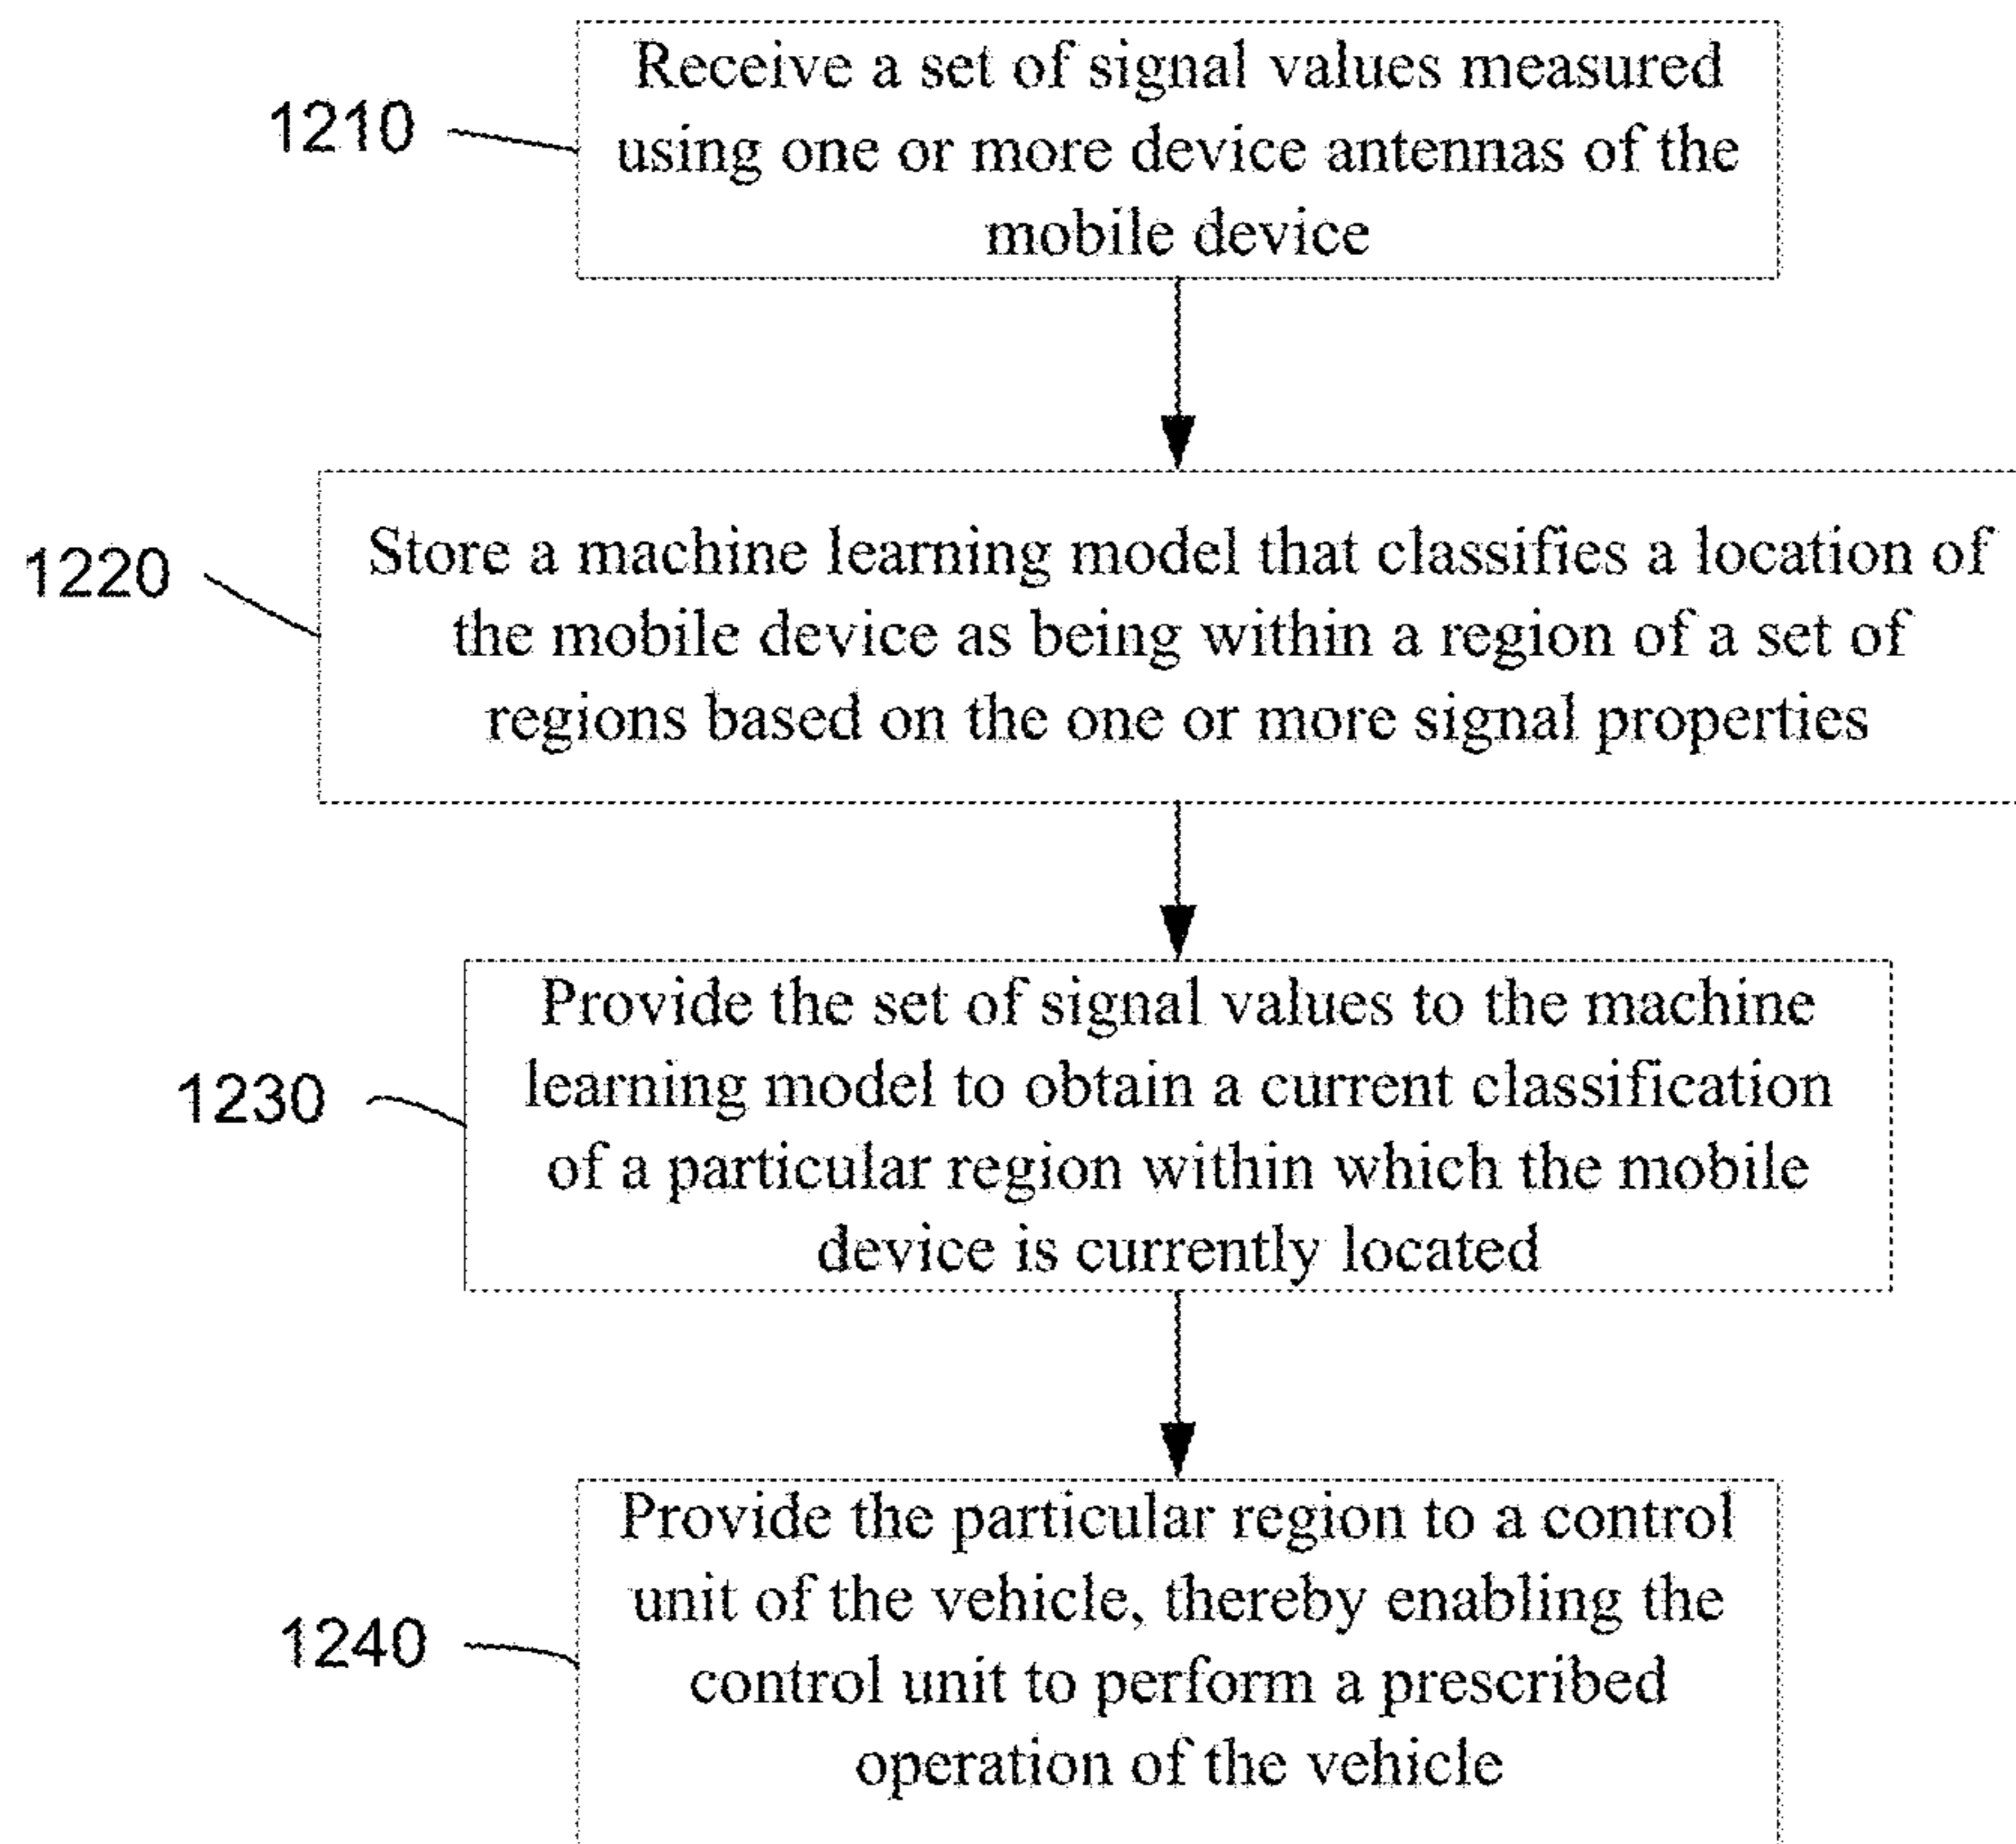 1210
Receive a set of signal values measured
using one or more device antennas of the
mobile device
1220
Store a machine learning model that classifies a location of
the mobile device as being within a region of a set of
regions based on the one or more signal properties
1230
Provide the set of signal values to the machine
learning model to obtain a current classification
of a particular region within which the mobile
device is currently located
1240
Provide the particular region to a control
unit of the vehicle, thereby enabling the
control unit to perform a prescribed
operation of the vehicle